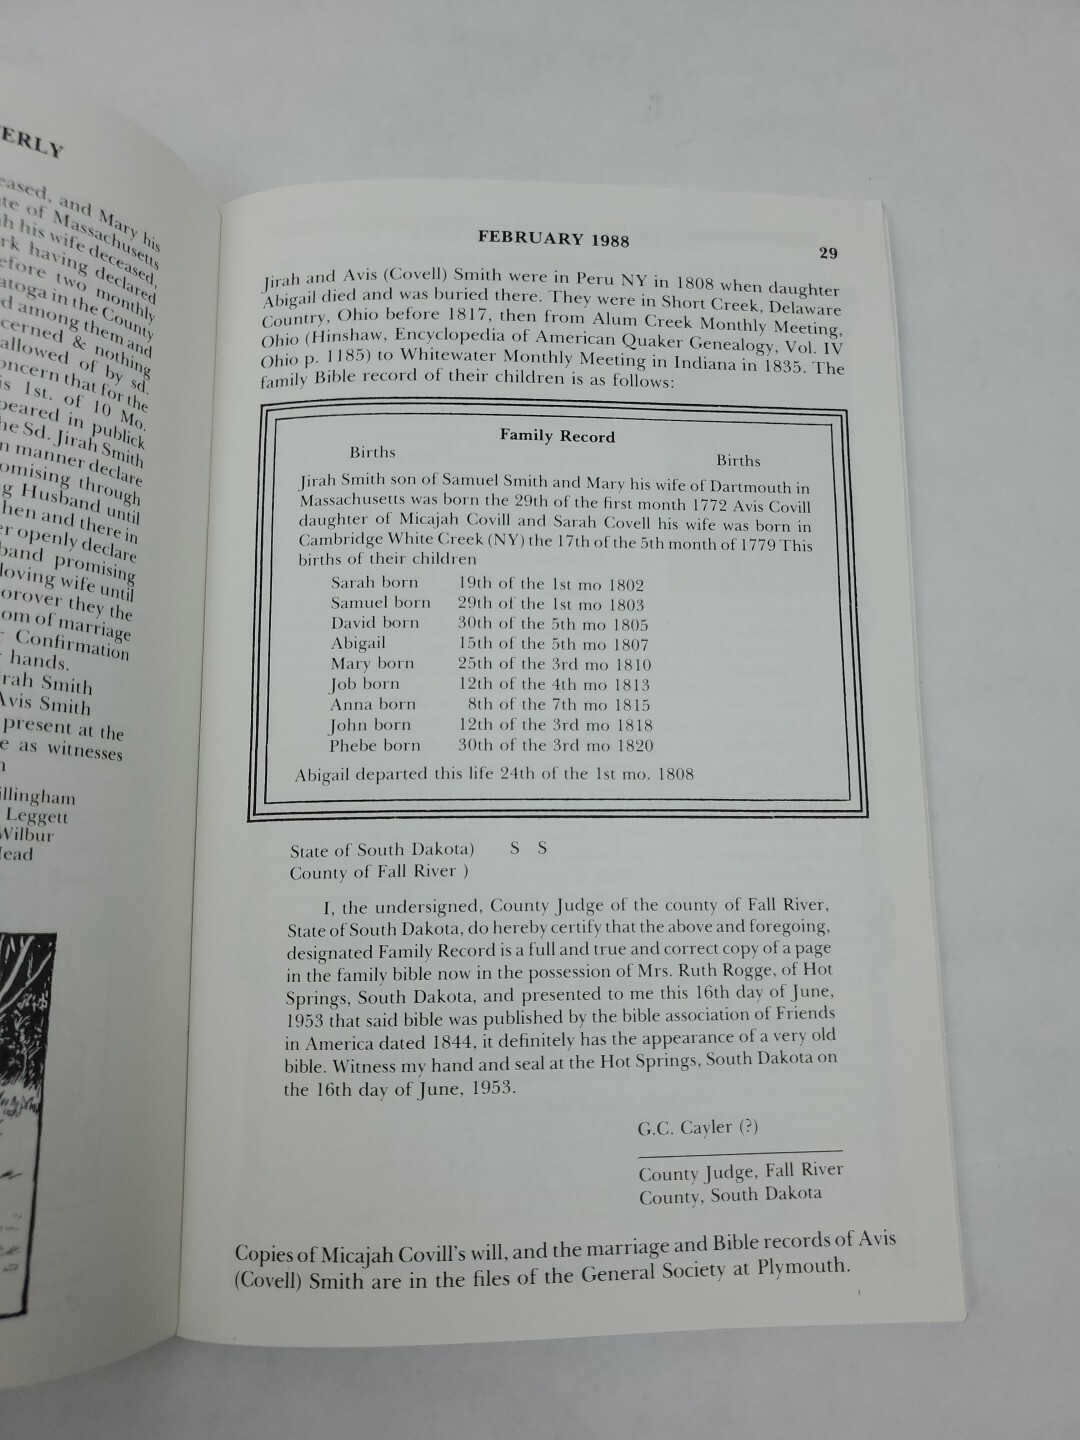 ERLY
eased, and Mary his
te of Massachusetts
h his wife deceased,
rk having declared
efore two monthly
atoga in the County
d among them and
cerned & nothing
allowed of by sd.
oncern that for the
is 1st. of 10 Mo.
peared in publick
he Sd. Jirah Smith
n manner declare
omising through
g Husband until
hen and there in
er openly declare
band promising
loving wife until
orover they the
om of marriage
Confirmation
hands.
rah Smith
Avis Smith
present at the
e as witnesses
illingham
Leggett
Wilbur
ead
FEBRUARY 1988
29
Jirah and Avis (Covell) Smith were in Peru NY in 1808 when daughter
Abigail died and was buried there. They were in Short Creek, Delaware
Country, Ohio before 1817, then from Alum Creek Monthly Meeting,
Ohio (Hinshaw, Encyclopedia of American Quaker Genealogy, Vol. IV
Ohio p. 1185) to Whitewater Monthly Meeting in Indiana in 1835. The
family Bible record of their children is as follows:
Family Record
Births Births
Jirah Smith son of Samuel Smith and Mary his wife of Dartmouth in
Massachusetts was born the 29th of the first month 1772 Avis Covill
daughter of Micajah Covill and Sarah Covell his wife was born in
Cambridge White Creek (NY) the 17th of the 5th month of 1779 This
births of their children
Sarah born 19th of the 1st mo 1802
Samuel born 29th of the 1st mo 1803
David born 30th of the 5th mo 1805
Abigail 15th of the 5th mo 1807
Mary born 25th of the 3rd mo 1810
Job born 12th of the 4th mo 1813
Anna born 8th of the 7th mo 1815
John born 12th of the 3rd mo 1818
Phebe born 30th of the 3rd mo 1820
Abigail departed this life 24th of the 1st mo. 1808
State of South Dakota) S S
County of Fall River )
I, the undersigned, County Judge of the county of Fall River,
State of South Dakota, do hereby certify that the above and foregoing,
designated Family Record is a full and true and correct copy of a page
in the family bible now in the possession of Mrs. Ruth Rogge, of Hot
Springs, South Dakota, and presented to me this 16th day of June,
1953 that said bible was published by the bible association of Friends
in America dated 1844, it definitely has the appearance of a very old
bible. Witness my hand and seal at the Hot Springs, South Dakota on
the 16th day of June, 1953.
G.C. Cayler (?)
County Judge, Fall River
County, South Dakota
Copies of Micajah Covill's will, and the marriage and Bible records of Avis
(Covell) Smith are in the files of the General Society at Plymouth.